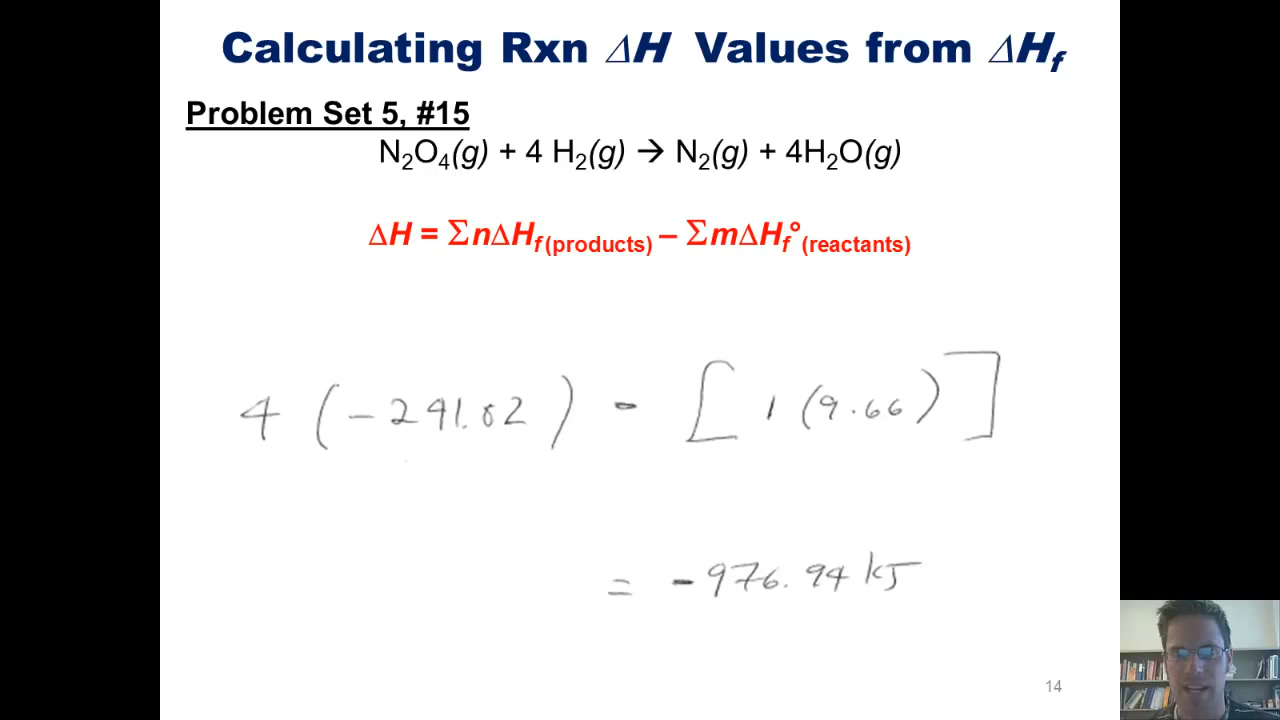 Calculating Rxn ΔH Values from ΔHf
Problem Set 5, #15
N₂O₄(g) + 4 H₂(g) → N₂(g) + 4H₂O(g)
ΔH = ΣnΔHf (products) – ΣmΔHf°(reactants)
4 (-241.82) - [1 (9.66)]
= -976.94 kJ
14